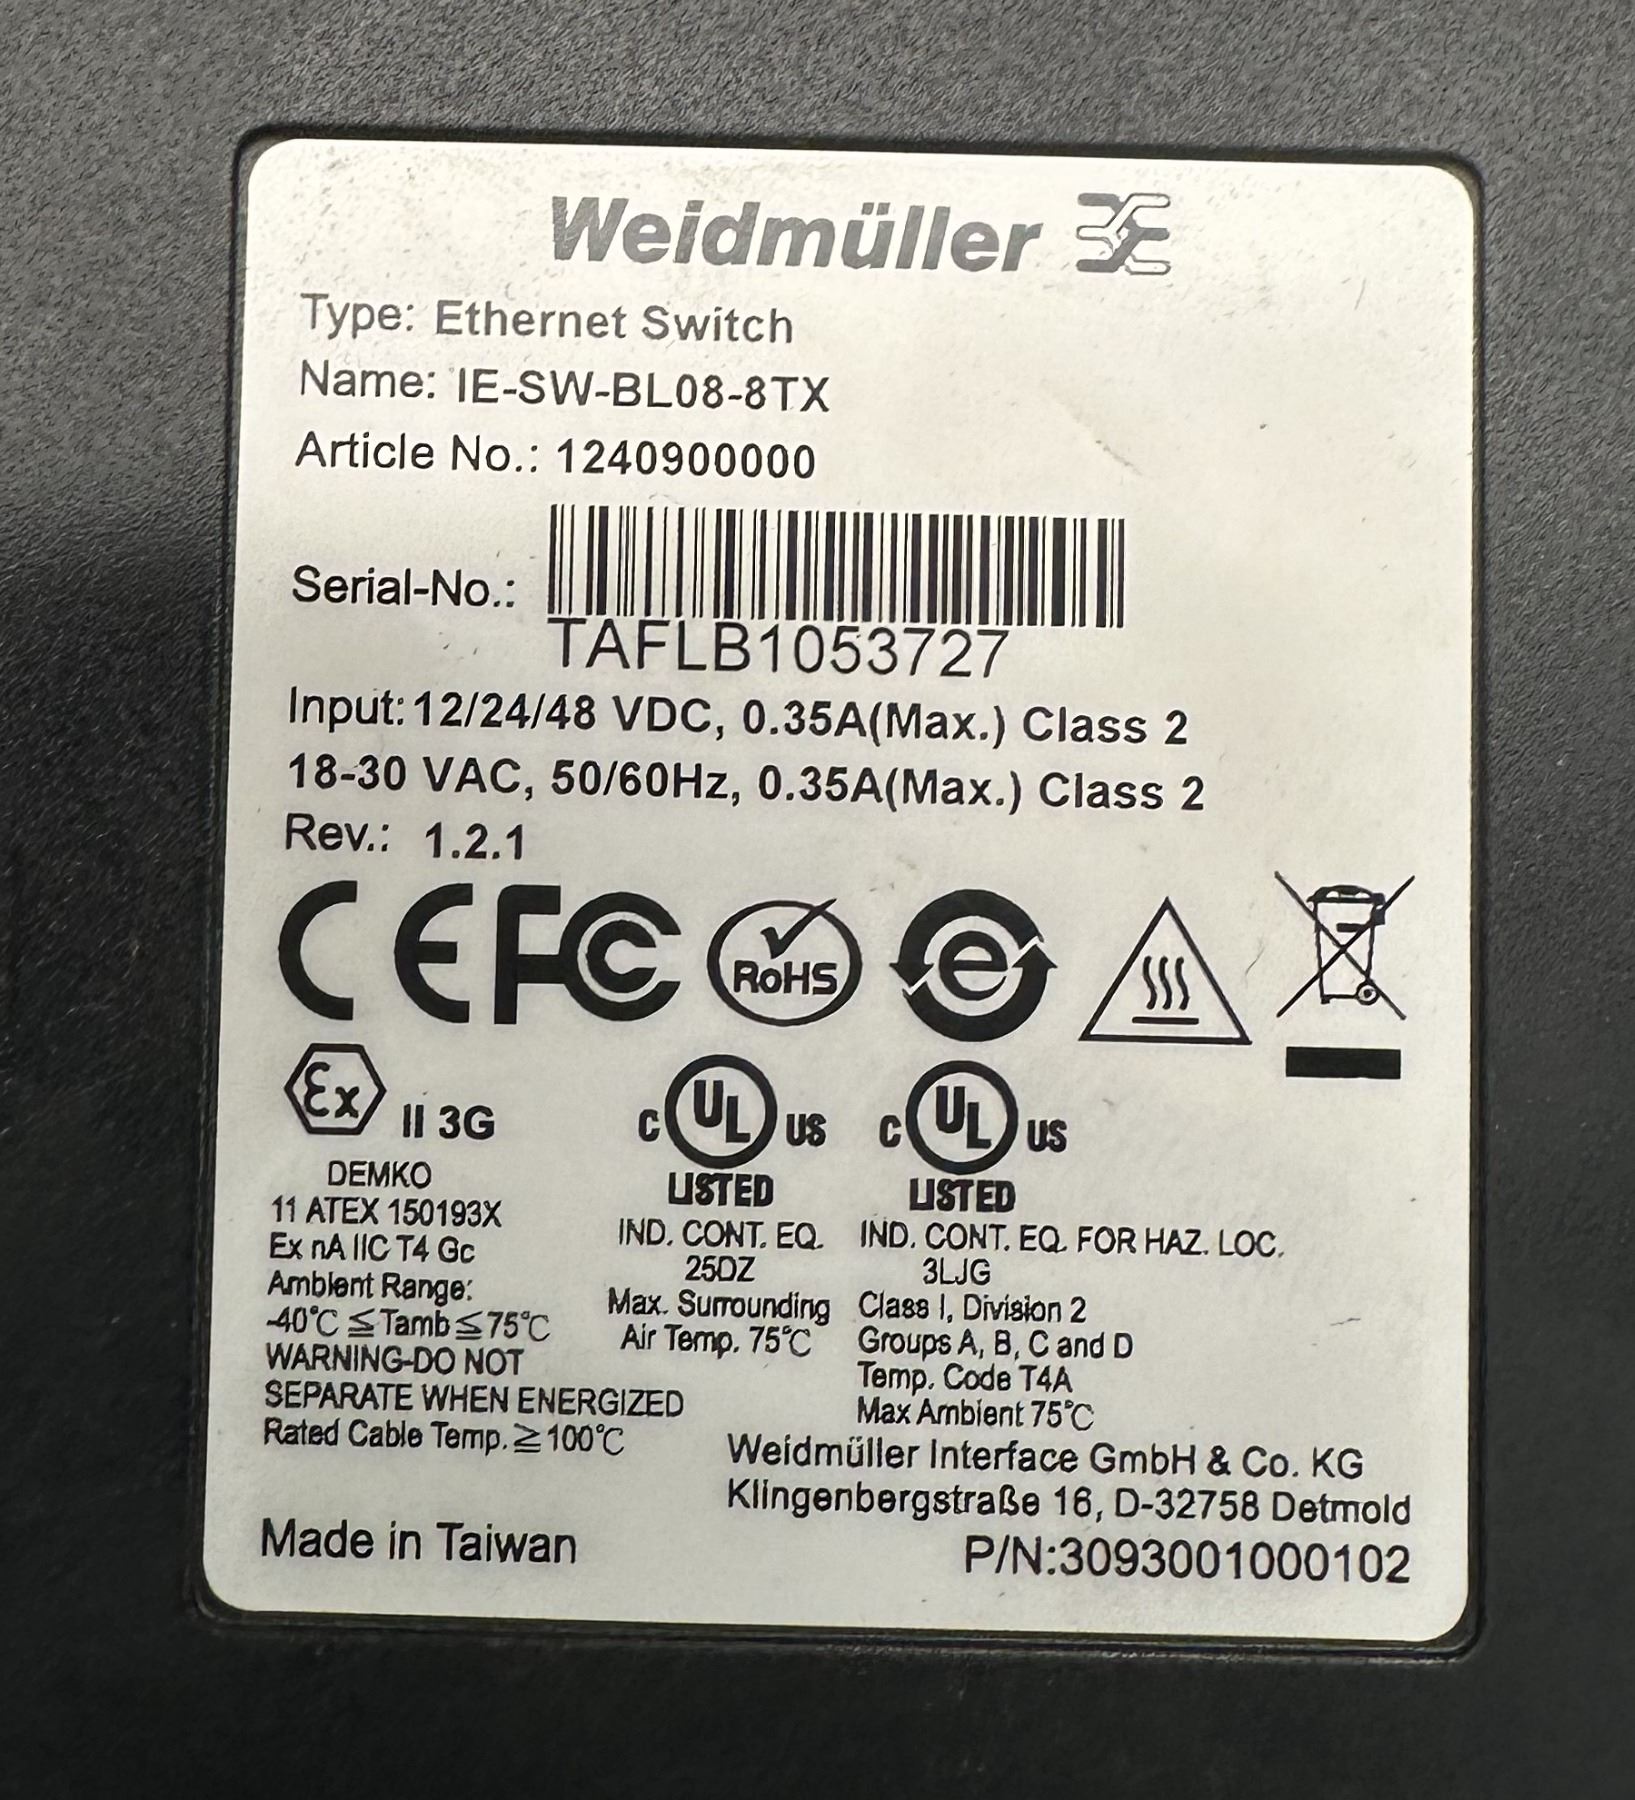 Weidmüller
Type: Ethernet Switch
Name: IE-SW-BL08-8TX
Article No.: 1240900000
Serial-No.:
TAFLB1053727
Input: 12/24/48 VDC, 0.35A(Max.) Class 2
18-30 VAC, 50/60Hz, 0.35A(Max.) Class 2
Rev.: 1.2.1
CE FC RoHS e
Ex II 3G
DEMKO
11 ATEX 150193X
Ex nA IIC T4 Gc
Ambient Range:
-40°C ≦ Tamb ≦ 75°C
WARNING-DO NOT
SEPARATE WHEN ENERGIZED
Rated Cable Temp. ≧ 100°C
c UL us
LISTED
IND. CONT. EQ.
25DZ
Max. Surrounding
Air Temp. 75°C
c UL us
LISTED
IND. CONT. EQ. FOR HAZ. LOC.
3LJG
Class I, Division 2
Groups A, B, C and D
Temp. Code T4A
Max Ambient 75°C
Weidmüller Interface GmbH & Co. KG
Klingenbergstraße 16, D-32758 Detmold
Made in Taiwan
P/N:3093001000102